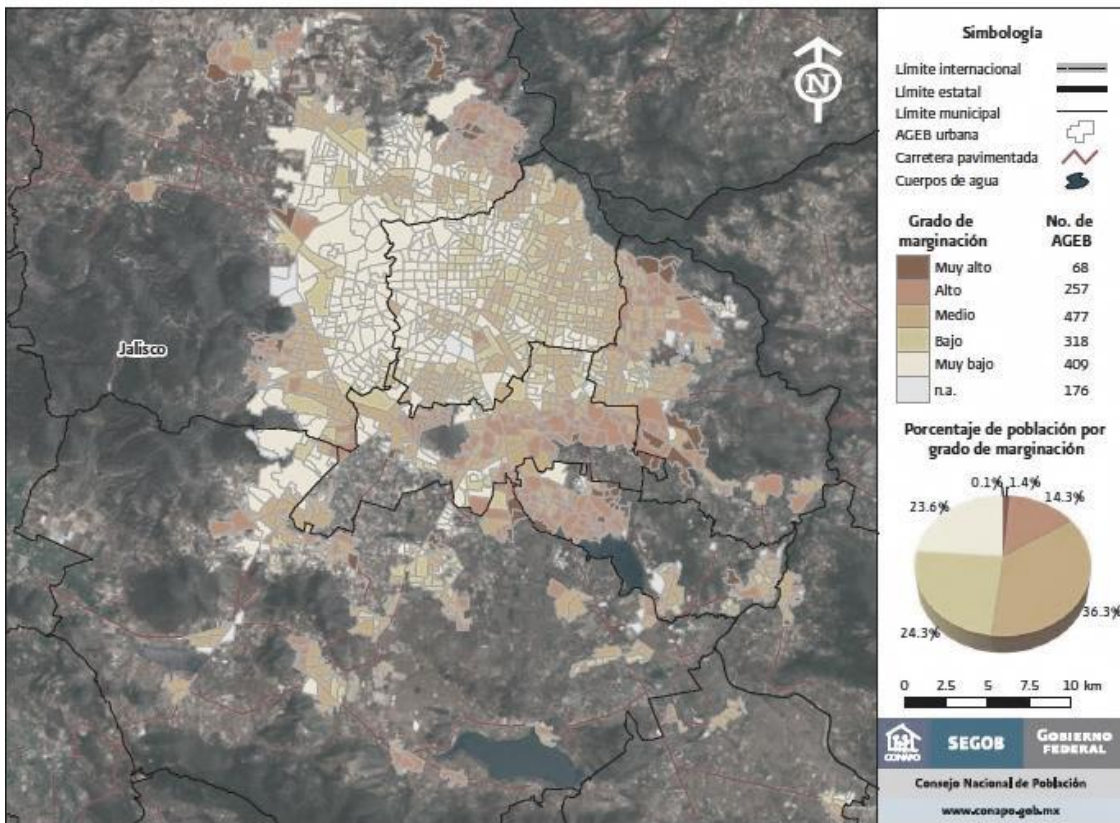 Jalisco
N
Simbología
Límite internacional
Límite estatal
Límite municipal
AGEB urbana
Carretera pavimentada
Cuerpos de agua
Grado de marginación
No. de AGEB
Muy alto 68
Alto 257
Medio 477
Bajo 318
Muy bajo 409
n.a. 176
Porcentaje de población por
grado de marginación
0.1% 1.4%
23.6% 14.3%
24.3% 36.3%
0 2.5 5 7.5 10 km
CONAPO SEGOB GOBIERNO FEDERAL
Consejo Nacional de Población
www.conapo.gob.mx